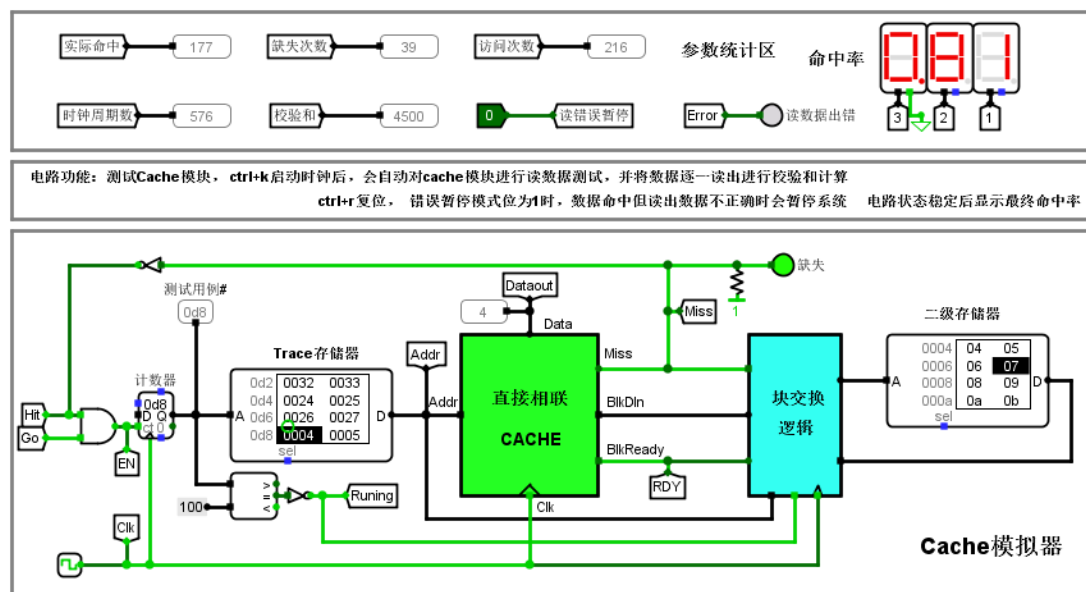 实际命中 177 缺失次数 39 访问次数 216 参数统计区 命中率 0.81
3 2 1
时钟周期数 576 校验和 4500 0 读错误暂停 Error 读数据出错
电路功能：测试Cache模块，ctrl+k启动时钟后，会自动对cache模块进行读数据测试，并将数据逐一读出进行校验和计算
ctrl+r复位，错误暂停模式位为1时，数据命中但读出数据不正确时会暂停系统 电路状态稳定后显示最终命中率
缺失
测试用例#
0d8
Dataout
4
Data
Miss
1
二级存储器
0004 04 05
0006 06 07
0008 08 09
000a 0a 0b
A
D
sel
Addr
Trace存储器
0d2 0032 0033
0d4 0024 0025
0d6 0026 0027
0d8 0004 0005
A
D
sel
计数器
0d8
D Q
ct 0
Hit
Go
EN
Addr
直接相联
CACHE
Miss
BlkDIn
BlkReady
Clk
块交换
逻辑
RDY
>
=
<
100
Runing
Clk
Cache模拟器